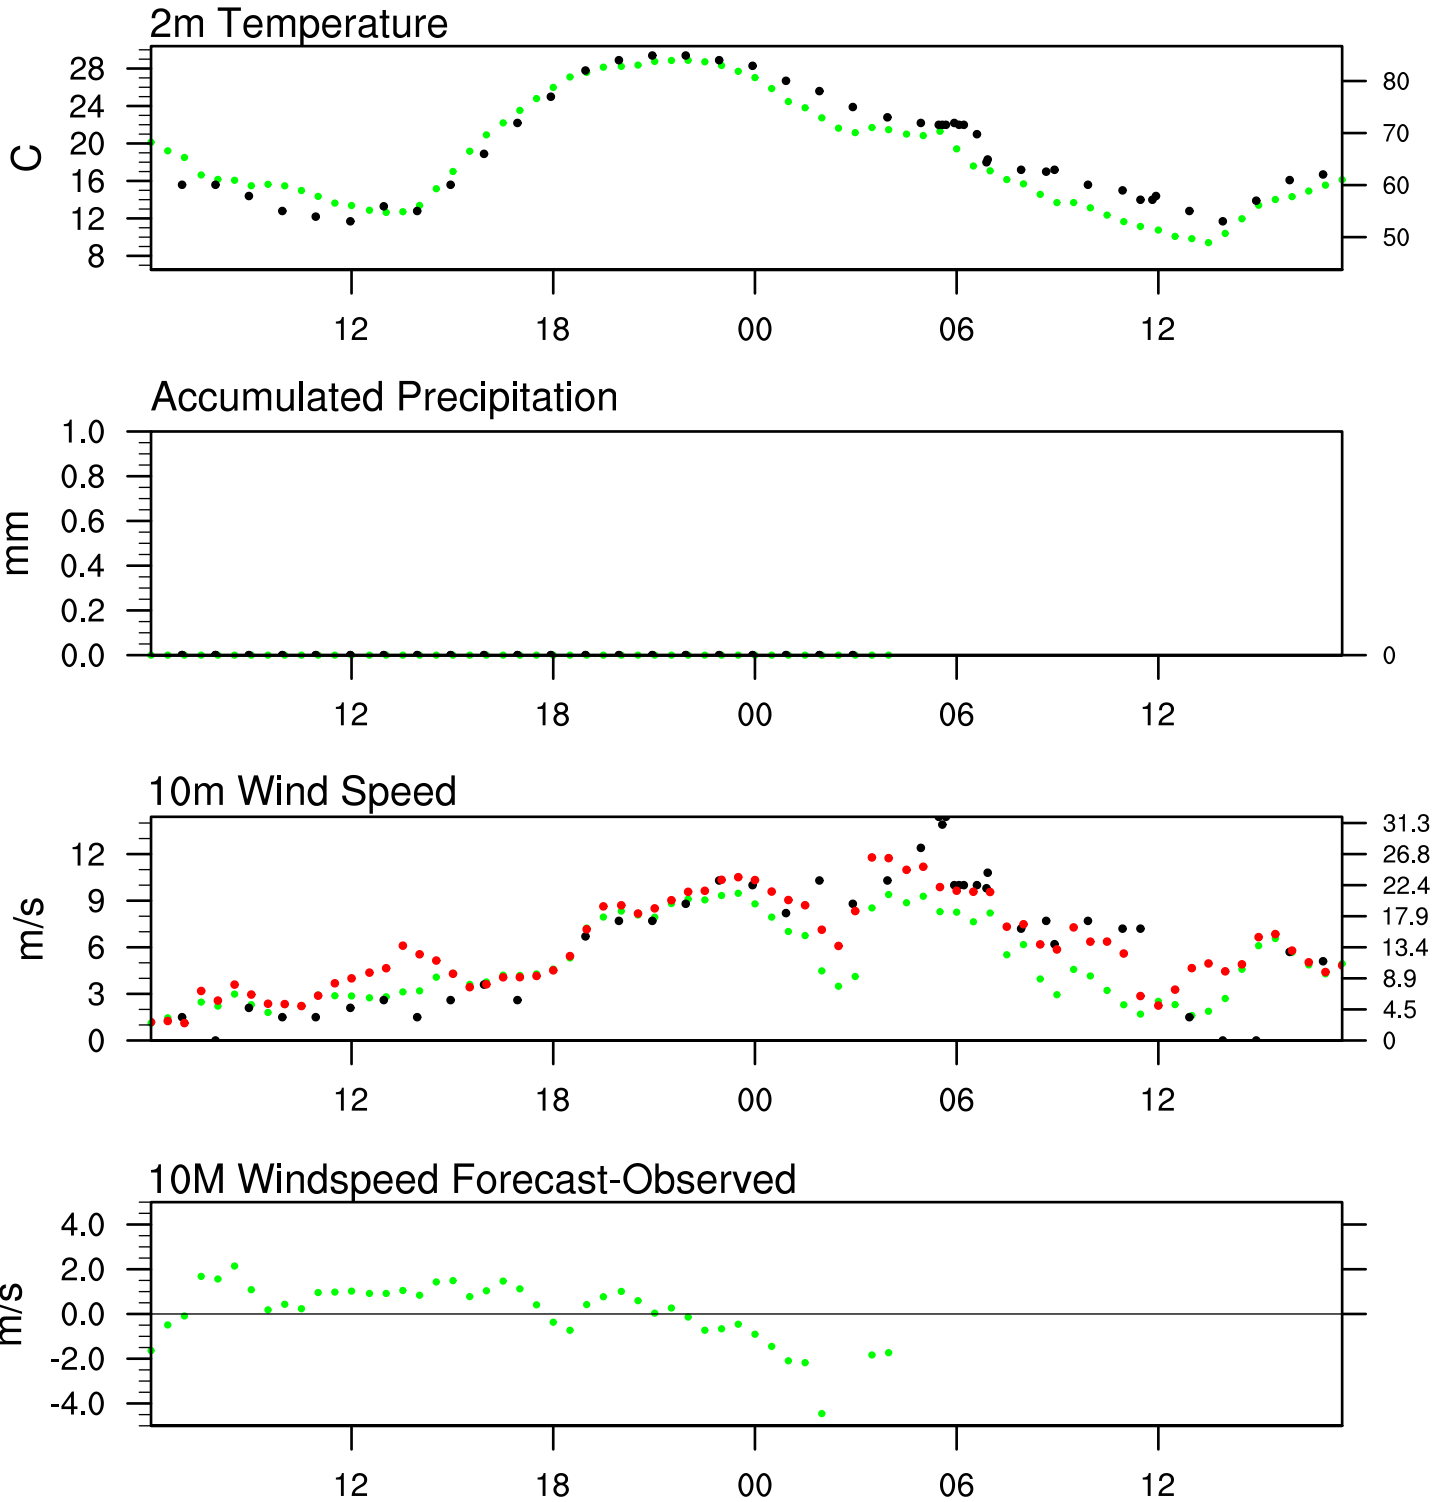 2m Temperature
28
24
20
16
12
8
C
80
70
60
50
12 18 00 06 12
Accumulated Precipitation
1.0
0.8
0.6
0.4
0.2
0.0
mm
0
12 18 00 06 12
10m Wind Speed
12
9
6
3
0
m/s
31.3
26.8
22.4
17.9
13.4
8.9
4.5
0
12 18 00 06 12
10M Windspeed Forecast-Observed
4.0
2.0
0.0
-2.0
-4.0
m/s
12 18 00 06 12